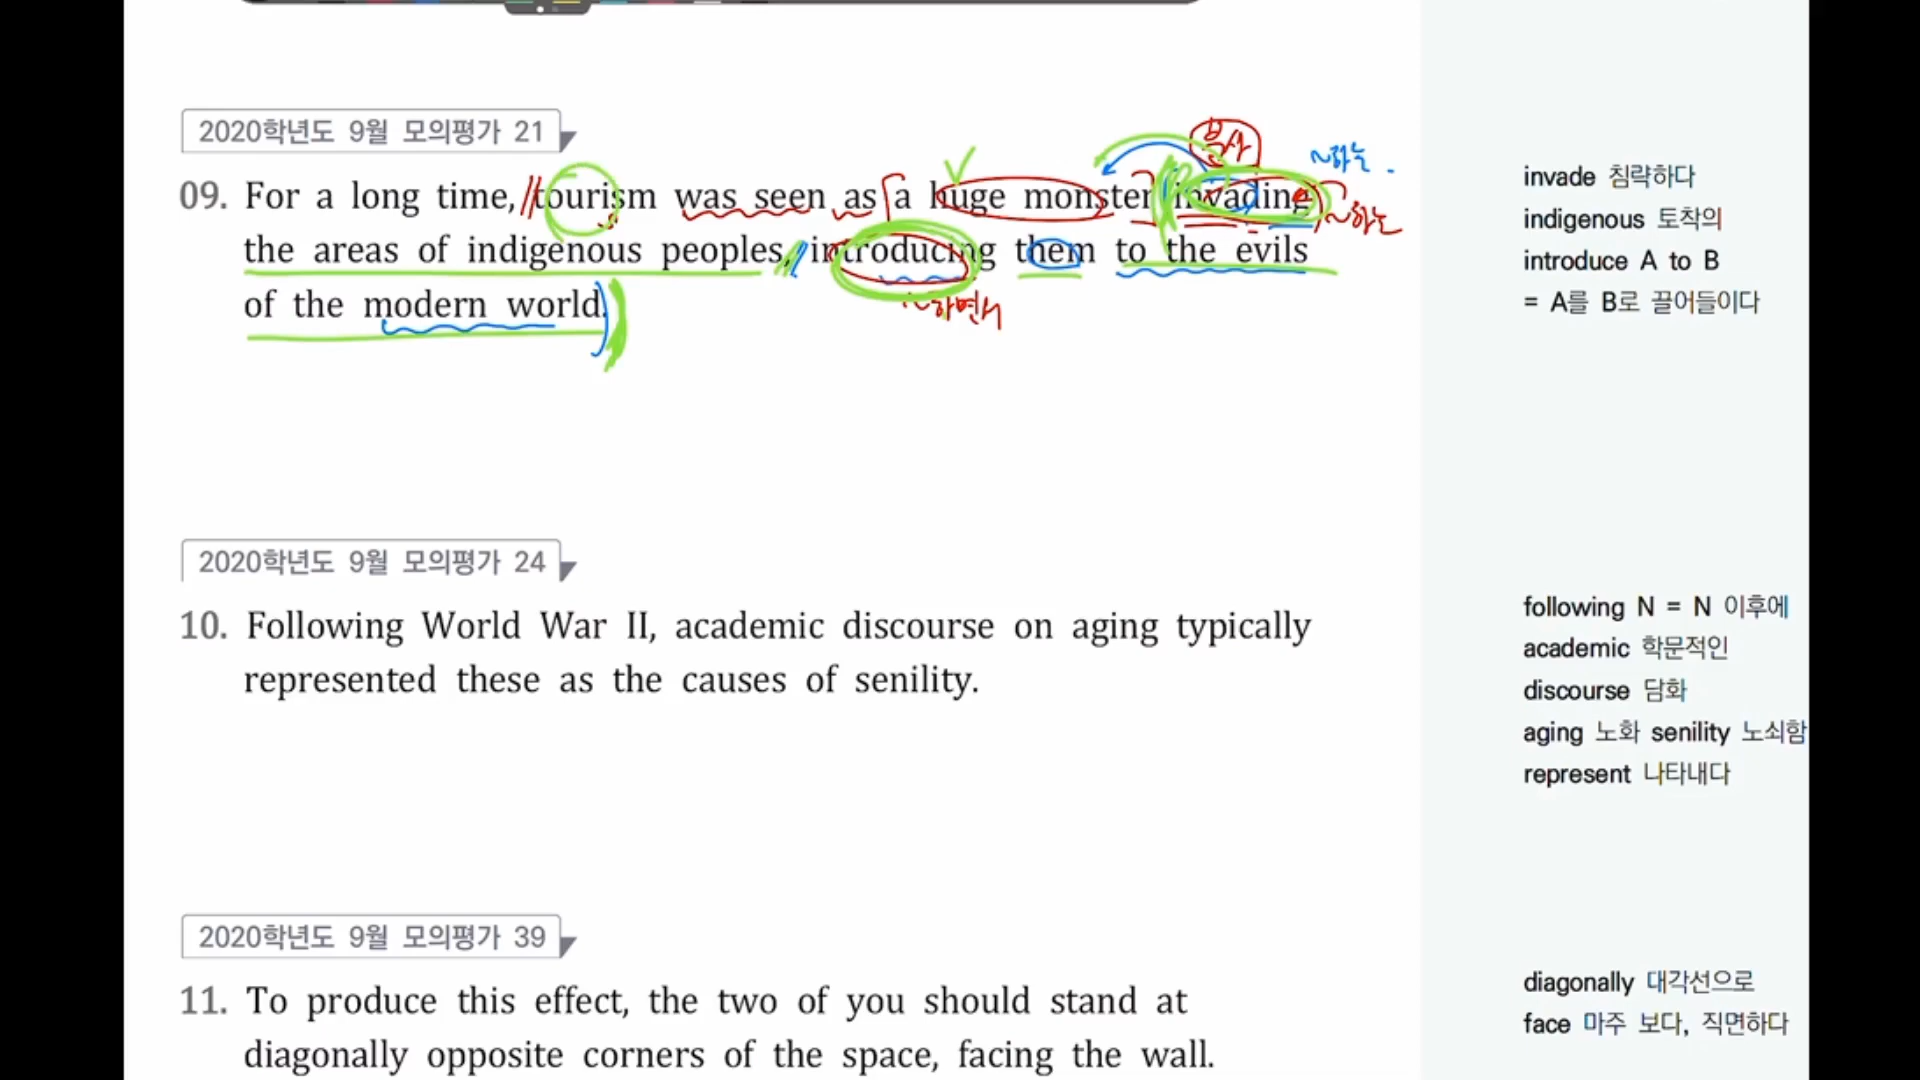 2020학년도 9월 모의평가 21
분사
~하는
09. For a long time, tourism was seen as a huge monster invading
~하는
the areas of indigenous peoples, introducing them to the evils
of the modern world.
~하면서
invade 침략하다
indigenous 토착의
introduce A to B
= A를 B로 끌어들이다
2020학년도 9월 모의평가 24
10. Following World War II, academic discourse on aging typically
represented these as the causes of senility.
following N = N 이후에
academic 학문적인
discourse 담화
aging 노화 senility 노쇠함
represent 나타내다
2020학년도 9월 모의평가 39
11. To produce this effect, the two of you should stand at
diagonally opposite corners of the space, facing the wall.
diagonally 대각선으로
face 마주 보다, 직면하다